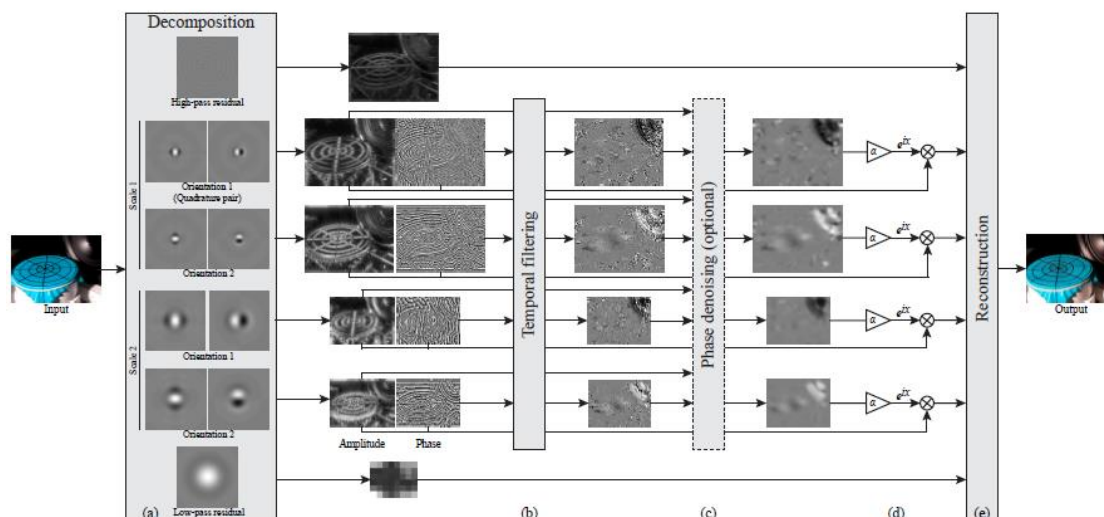 Decomposition
High-pass residual
Scale 1
Orientation 1
(Quadrature pair)
Orientation 2
Scale 2
Orientation 1
Orientation 2
Low-pass residual
Input
Amplitude
Phase
Temporal filtering
Phase denoising (optional)
α
e^{ix}
α
e^{ix}
α
e^{ix}
α
e^{ix}
Reconstruction
Output
(a)
(b)
(c)
(d)
(e)